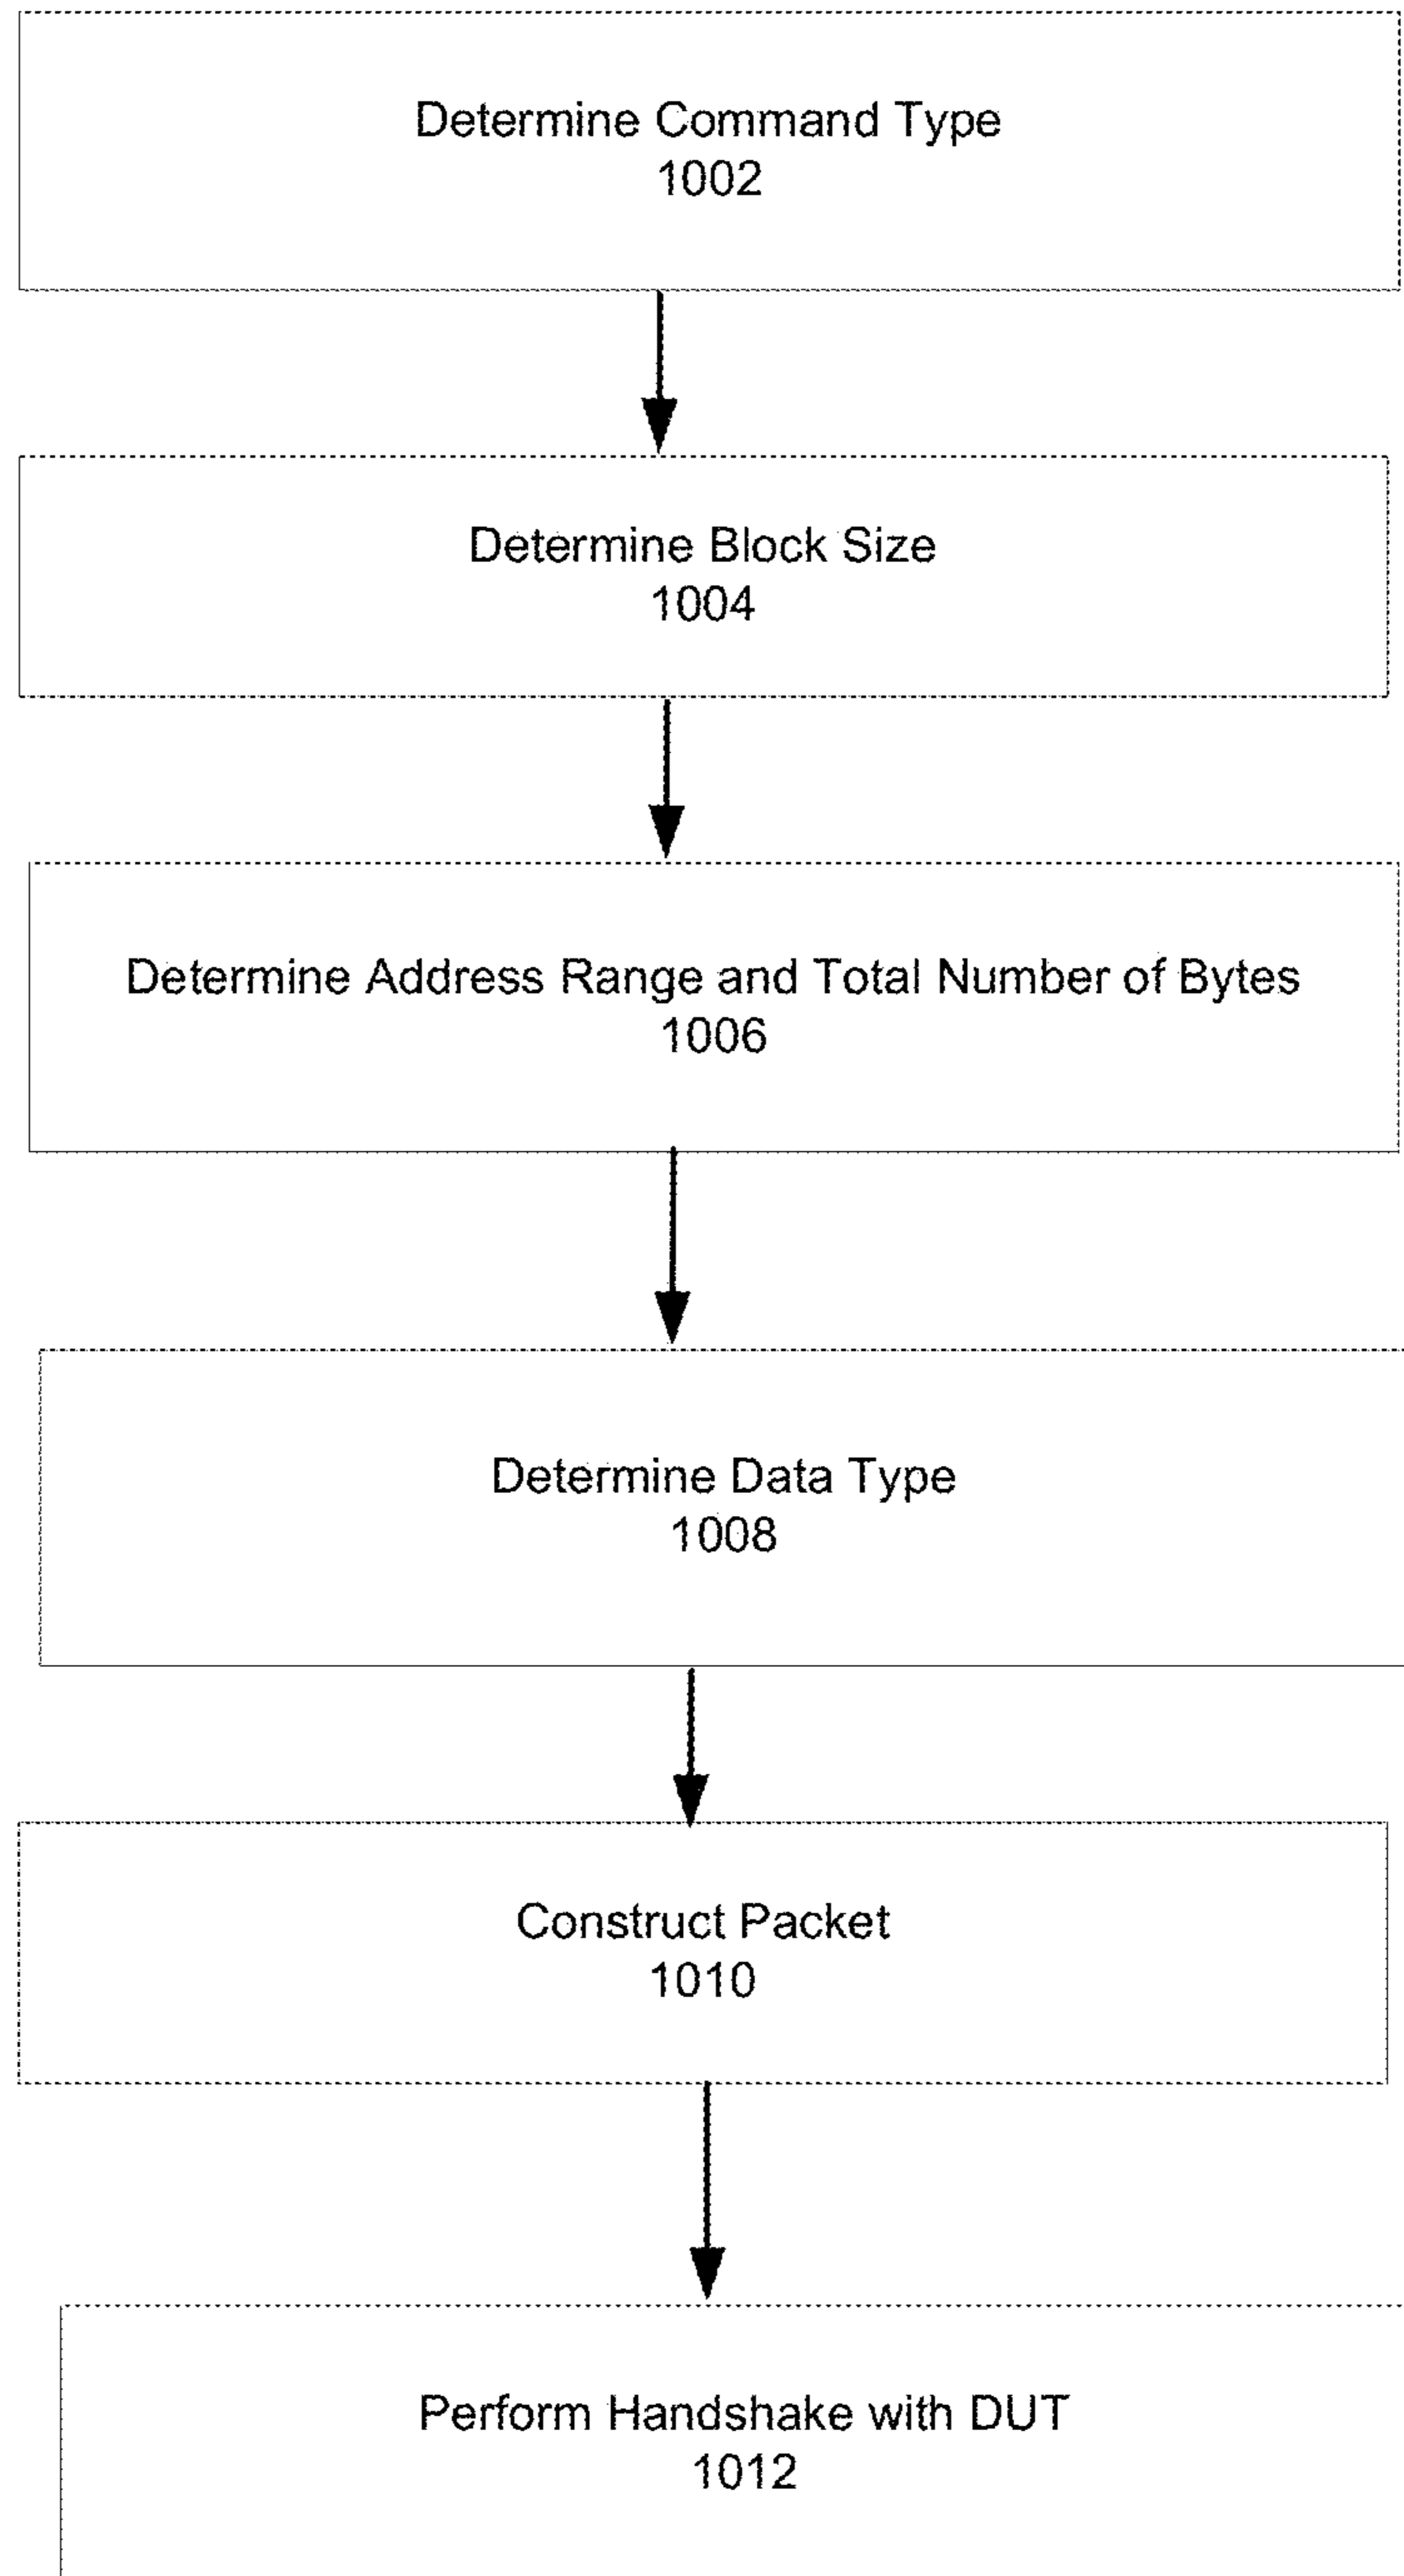 Determine Command Type
1002
Determine Block Size
1004
Determine Address Range and Total Number of Bytes
1006
Determine Data Type
1008
Construct Packet
1010
Perform Handshake with DUT
1012